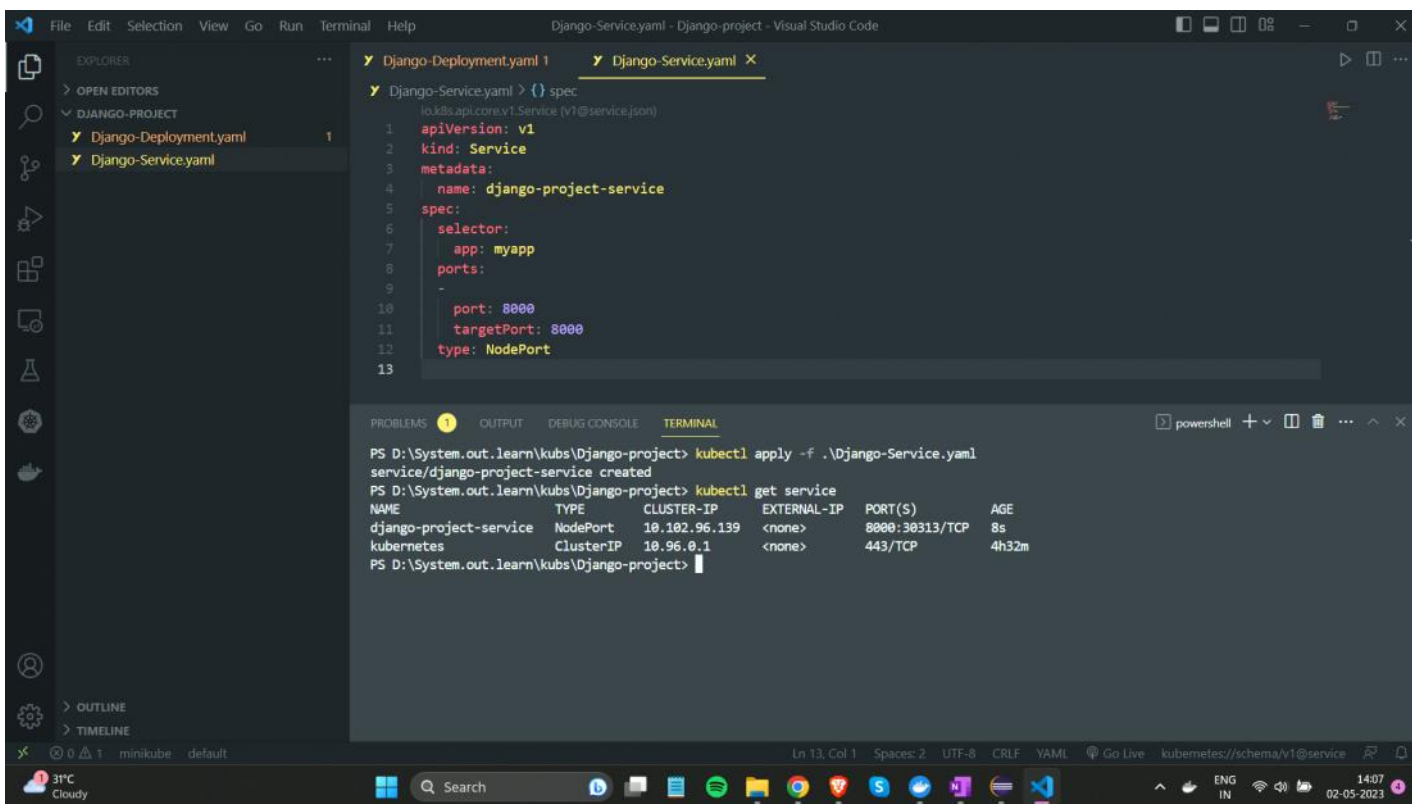 File Edit Selection View Go Run Terminal Help Django-Service.yaml - Django-project - Visual Studio Code
EXPLORER
OPEN EDITORS
DJANGO-PROJECT
Django-Deployment.yaml 1
Django-Service.yaml
OUTLINE
TIMELINE
Django-Deployment.yaml 1 Django-Service.yaml
Django-Service.yaml > {} spec
io.k8s.api.core.v1.Service (v1@service.json)
1 apiVersion: v1
2 kind: Service
3 metadata:
4 name: django-project-service
5 spec:
6 selector:
7 app: myapp
8 ports:
9 -
10 port: 8000
11 targetPort: 8000
12 type: NodePort
13
PROBLEMS 1 OUTPUT DEBUG CONSOLE TERMINAL powershell
PS D:\System.out.learn\kubs\Django-project> kubectl apply -f .\Django-Service.yaml
service/django-project-service created
PS D:\System.out.learn\kubs\Django-project> kubectl get service
NAME TYPE CLUSTER-IP EXTERNAL-IP PORT(S) AGE
django-project-service NodePort 10.102.96.139 <none> 8000:30313/TCP 8s
kubernetes ClusterIP 10.96.0.1 <none> 443/TCP 4h32m
PS D:\System.out.learn\kubs\Django-project>
0 1 minikube default Ln 13, Col 1 Spaces: 2 UTF-8 CRLF YAML Go Live kubernetes://schema/v1@service
1 31°C
Cloudy
Search
ENG
IN
14:07
02-05-2023
4